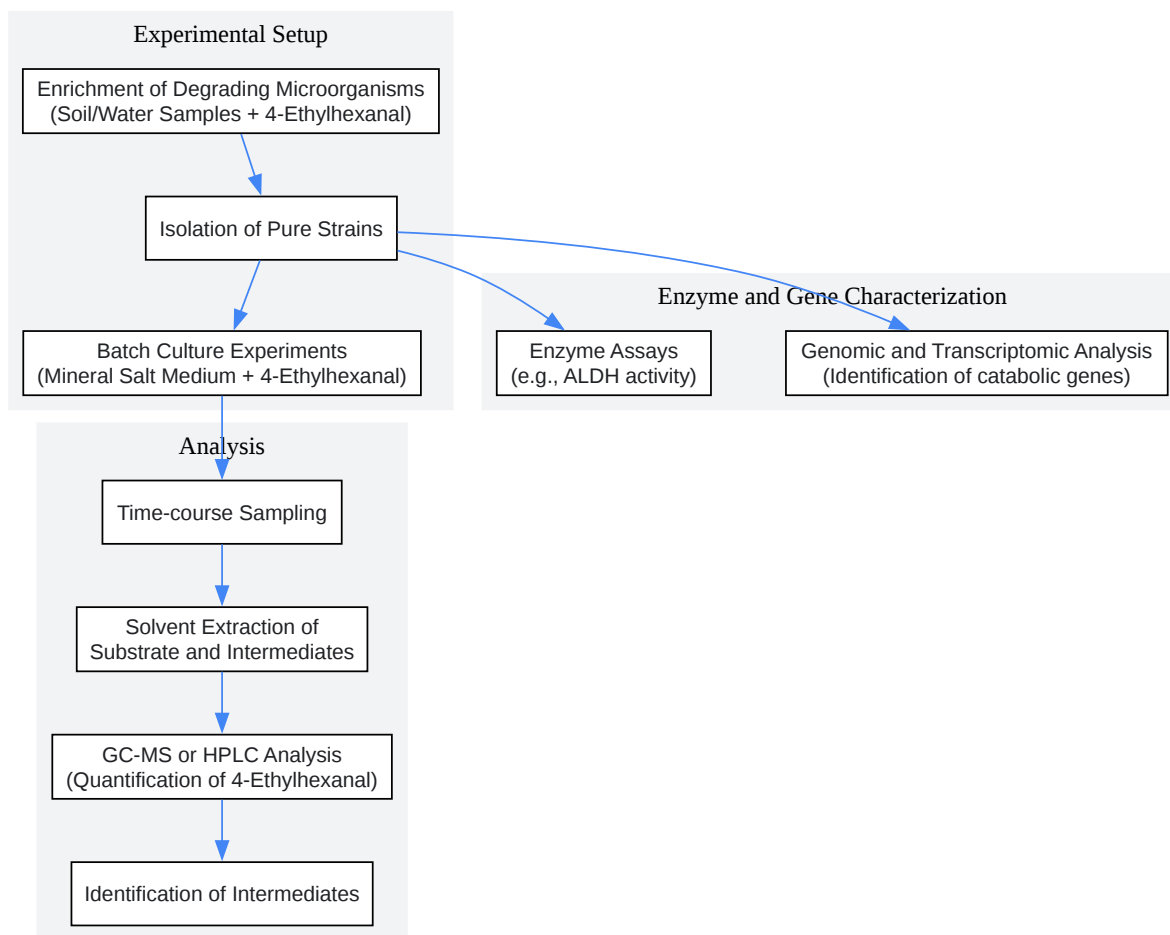 Experimental Setup
Enrichment of Degrading Microorganisms
(Soil/Water Samples + 4-Ethylhexanal)
Isolation of Pure Strains
Batch Culture Experiments
(Mineral Salt Medium + 4-Ethylhexanal)
Enzyme and Gene Characterization
Enzyme Assays
(e.g., ALDH activity)
Genomic and Transcriptomic Analysis
(Identification of catabolic genes)
Analysis
Time-course Sampling
Solvent Extraction of
Substrate and Intermediates
GC-MS or HPLC Analysis
(Quantification of 4-Ethylhexanal)
Identification of Intermediates